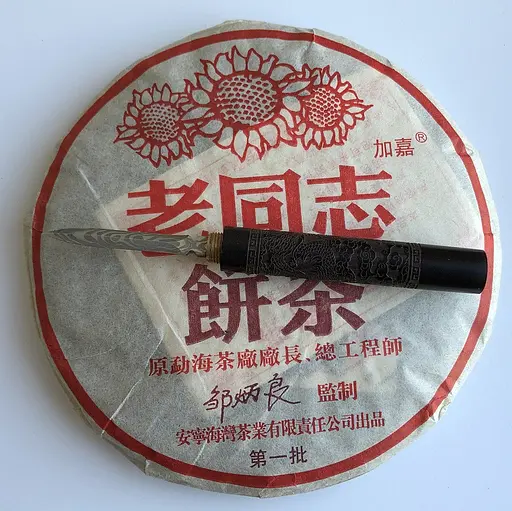 加嘉®
老同志
餅茶
原勐海茶廠廠長、總工程師
邹炳良 監制
安寧海灣茶業有限責任公司出品
第一批